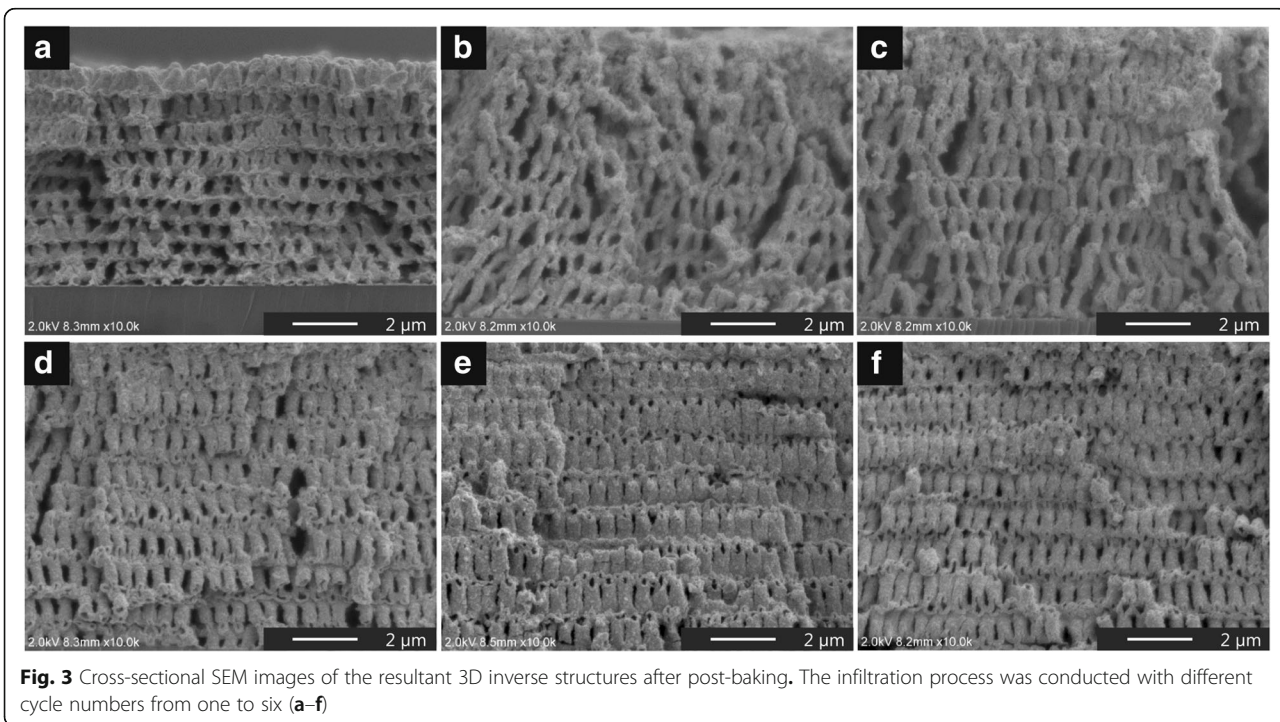 a
b
c
2.0kV 8.3mm x10.0k 2 μm
2.0kV 8.2mm x10.0k 2 μm
2.0kV 8.2mm x10.0k 2 μm
d
e
f
2.0kV 8.3mm x10.0k 2 μm
2.0kV 8.5mm x10.0k 2 μm
2.0kV 8.2mm x10.0k 2 μm
Fig. 3 Cross-sectional SEM images of the resultant 3D inverse structures after post-baking. The infiltration process was conducted with different
cycle numbers from one to six (a–f)